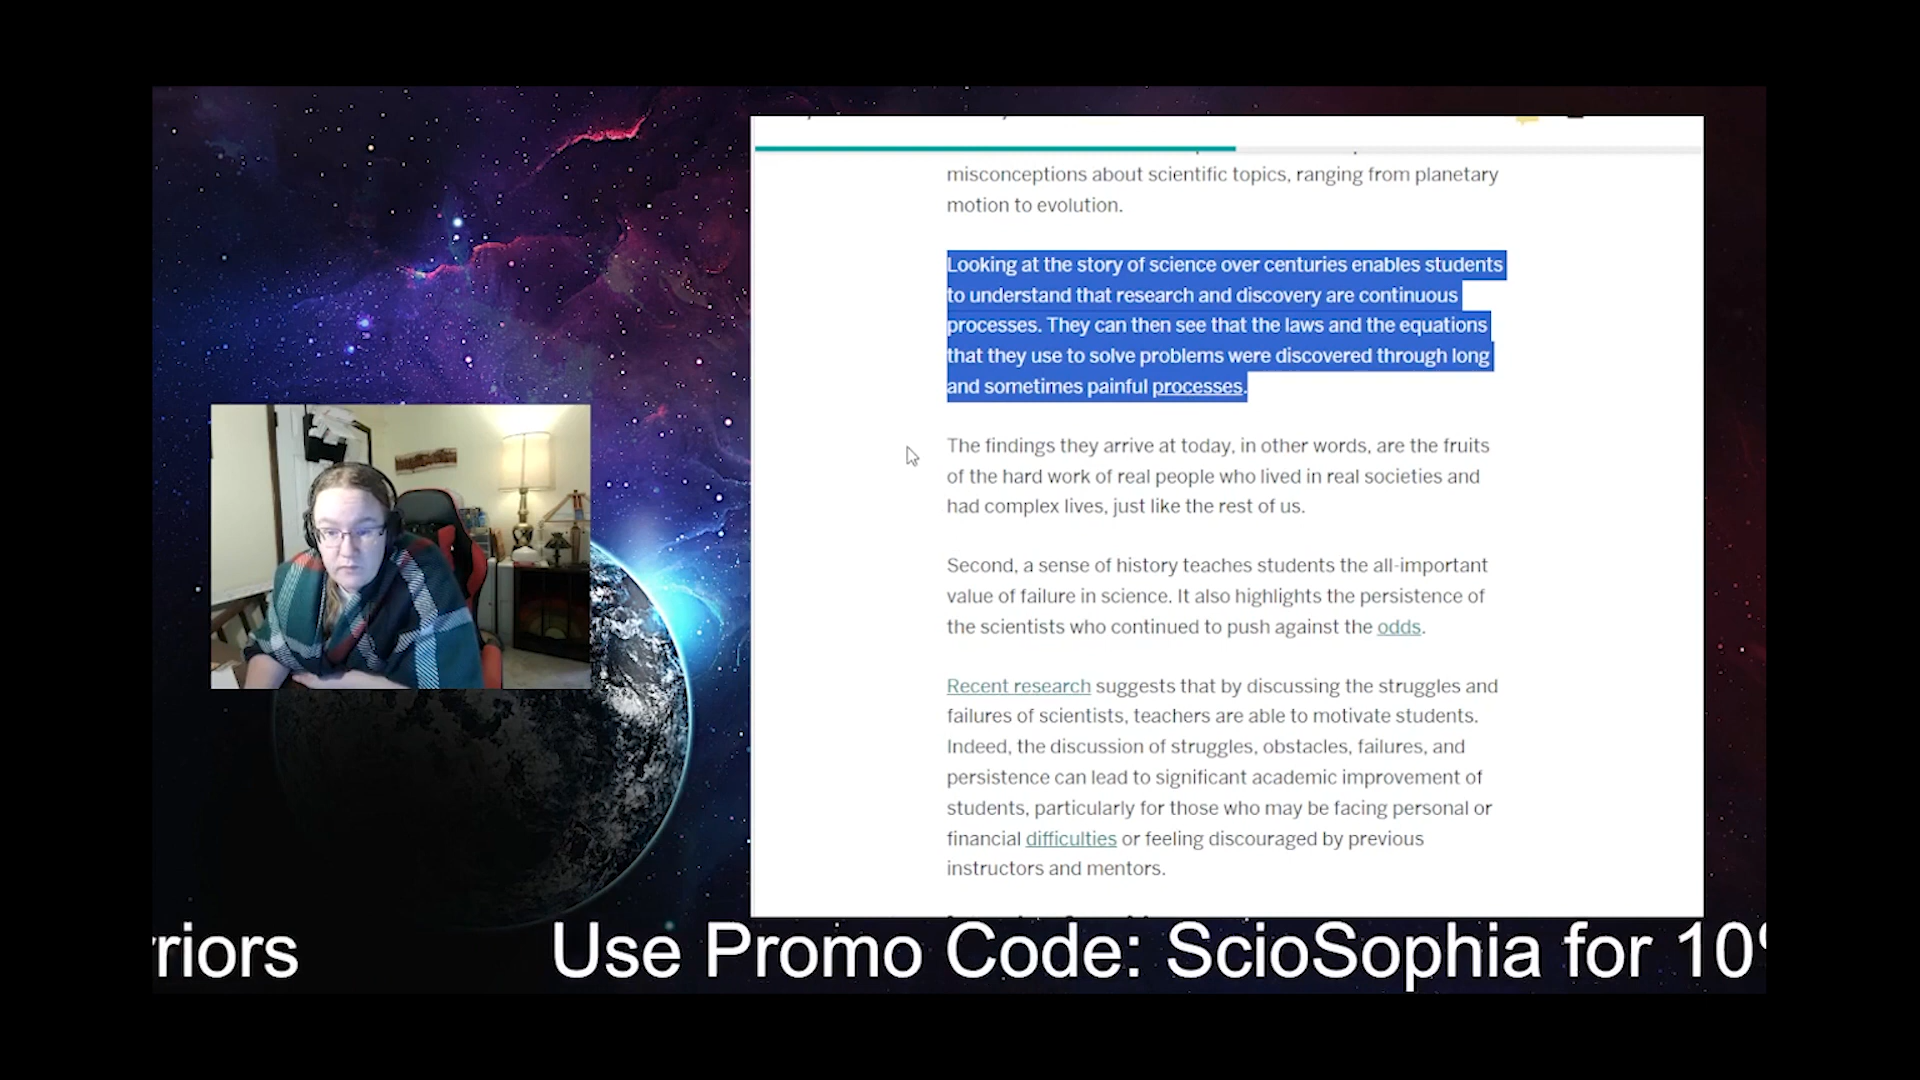 misconceptions about scientific topics, ranging from planetary
motion to evolution.
Looking at the story of science over centuries enables students
to understand that research and discovery are continuous
processes. They can then see that the laws and the equations
that they use to solve problems were discovered through long
and sometimes painful processes.
The findings they arrive at today, in other words, are the fruits
of the hard work of real people who lived in real societies and
had complex lives, just like the rest of us.
Second, a sense of history teaches students the all-important
value of failure in science. It also highlights the persistence of
the scientists who continued to push against the odds.
Recent research suggests that by discussing the struggles and
failures of scientists, teachers are able to motivate students.
Indeed, the discussion of struggles, obstacles, failures, and
persistence can lead to significant academic improvement of
students, particularly for those who may be facing personal or
financial difficulties or feeling discouraged by previous
instructors and mentors.
riors Use Promo Code: ScioSophia for 10%